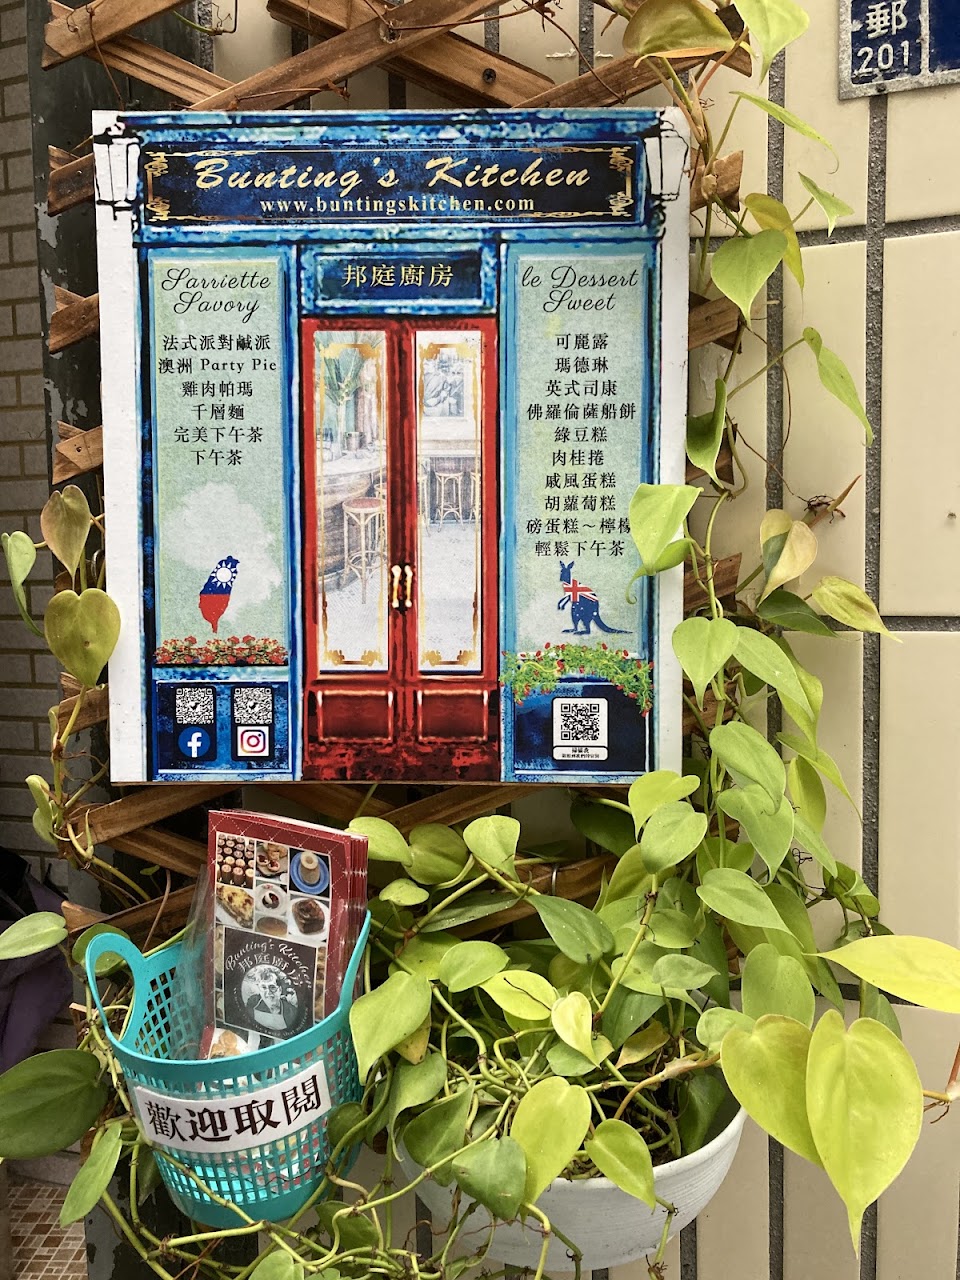 郵
201
Bunting's Kitchen
www.buntingskitchen.com
邦庭廚房
Sarriette
Savory
法式派對鹹派
澳洲 Party Pie
雞肉帕瑪
千層麵
完美下午茶
下午茶
le Dessert
Sweet
可麗露
瑪德琳
英式司康
佛羅倫薩船餅
綠豆糕
肉桂捲
戚風蛋糕
胡蘿蔔糕
磅蛋糕～檸檬
輕鬆下午茶
Bunting's Kitchen
邦庭廚房
歡迎取閱